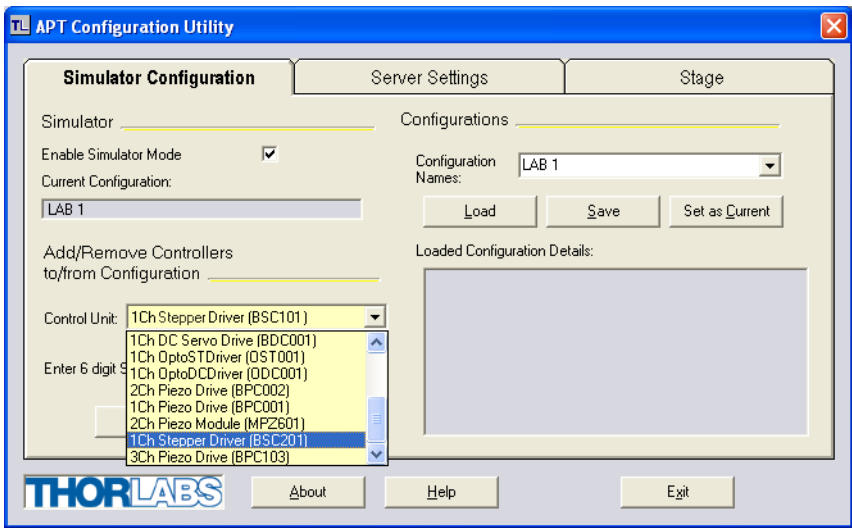 TL APT Configuration Utility
Simulator Configuration
Server Settings
Stage
Simulator
Enable Simulator Mode
Current Configuration:
LAB 1
Add/Remove Controllers
to/from Configuration
Control Unit:
1Ch Stepper Driver (BSC101)
1Ch DC Servo Drive (BDC001)
1Ch OptoSTDriver (OST001)
1Ch OptoDCDriver (ODC001)
2Ch Piezo Drive (BPC002)
1Ch Piezo Drive (BPC001)
2Ch Piezo Module (MPZ601)
1Ch Stepper Driver (BSC201)
3Ch Piezo Drive (BPC103)
Enter 6 digit S
Configurations
Configuration
Names:
LAB 1
Load
Save
Set as Current
Loaded Configuration Details:
THORLABS
About
Help
Exit